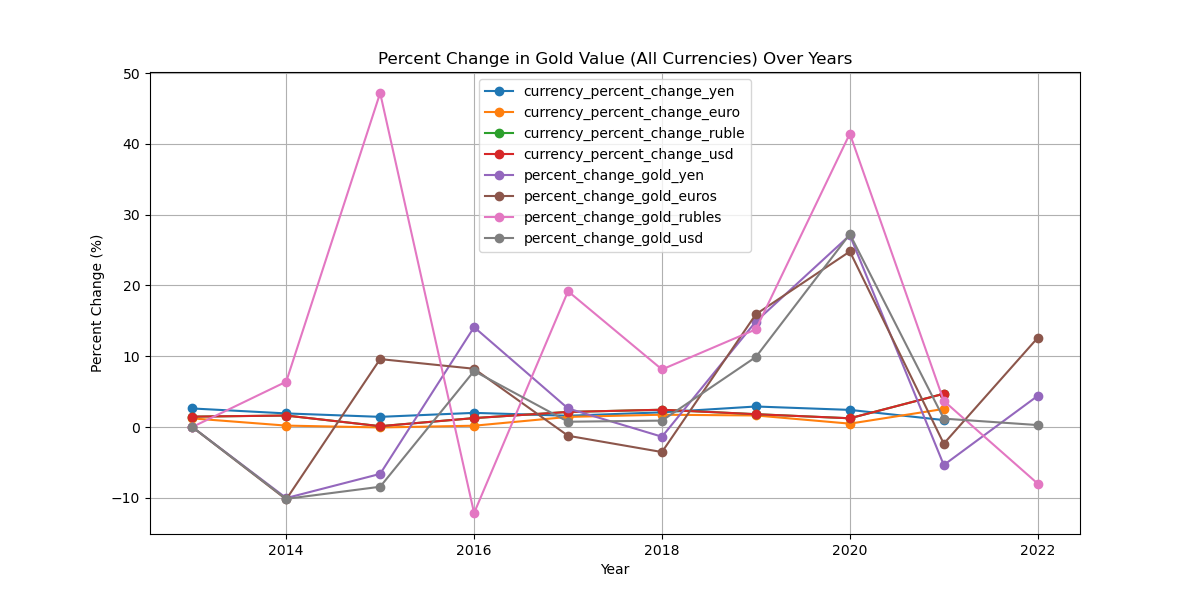 Percent Change in Gold Value (All Currencies) Over Years
50
40
30
20
10
0
−10
Percent Change (%)
currency_percent_change_yen
currency_percent_change_euro
currency_percent_change_ruble
currency_percent_change_usd
percent_change_gold_yen
percent_change_gold_euros
percent_change_gold_rubles
percent_change_gold_usd
2014 2016 2018 2020 2022
Year